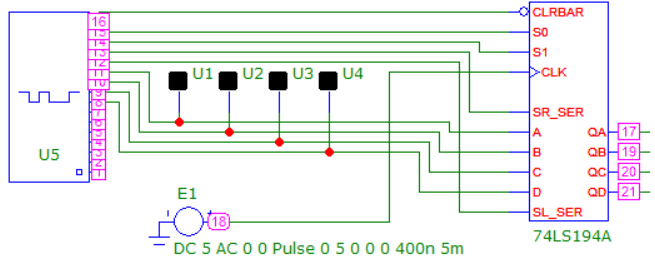 16
15
14
13
12
11
10
9
8
7
6
5
4
3
2
1
U5
U1 U2 U3 U4
E1
18
DC 5 AC 0 0 Pulse 0 5 0 0 0 400n 5m
CLRBAR
S0
S1
CLK
SR_SER
A QA 17
B QB 19
C QC 20
D QD 21
SL_SER
74LS194A